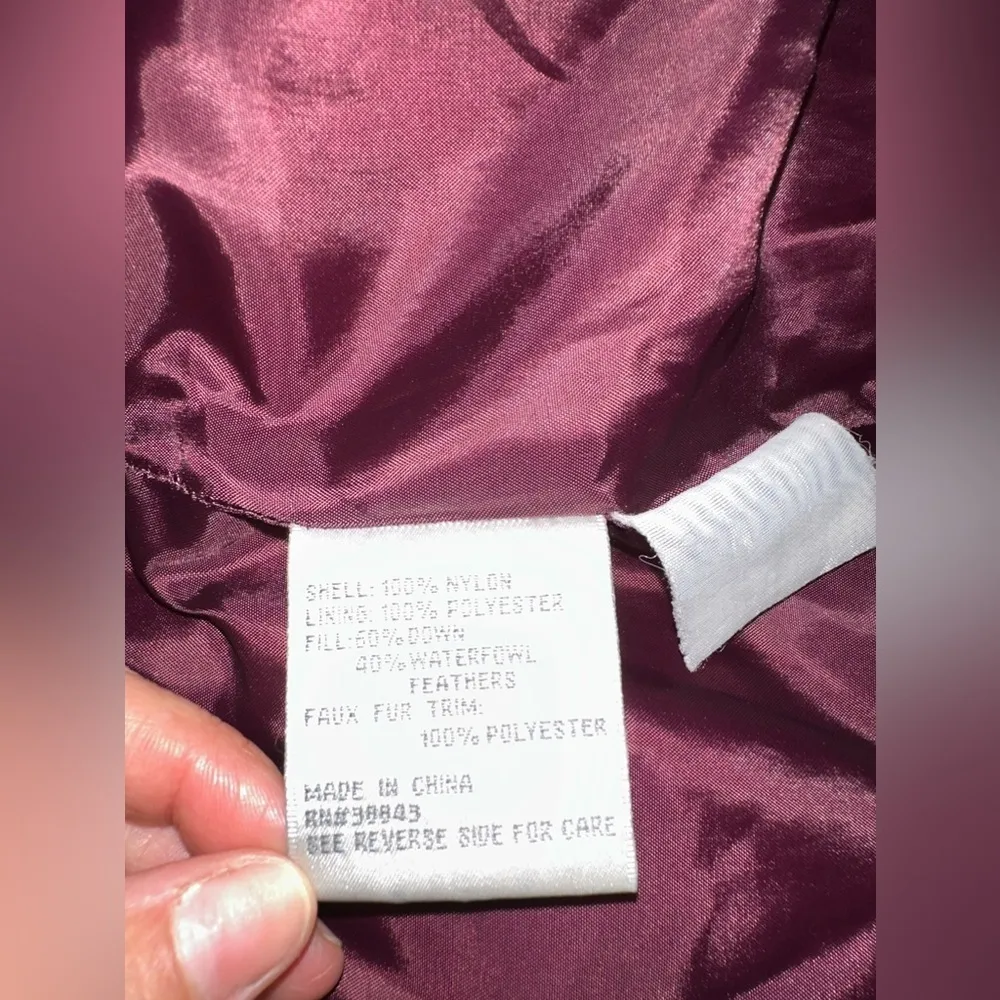 SHELL: 100% NYLON
LINING: 100% POLYESTER
FILL: 60% DOWN
40% WATERFOWL
FEATHERS
FAUX FUR TRIM:
100% POLYESTER
MADE IN CHINA
RN#38843
SEE REVERSE SIDE FOR CARE